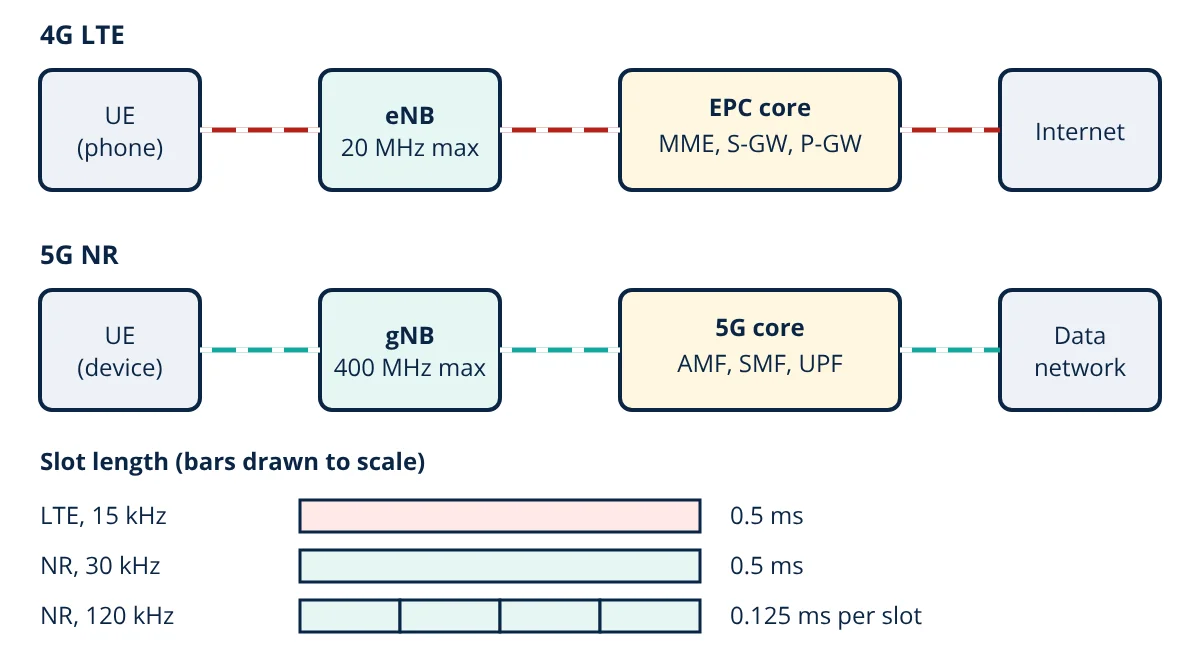 4G LTE
UE
(phone)
eNB
20 MHz max
EPC core
MME, S-GW, P-GW
Internet
5G NR
UE
(device)
gNB
400 MHz max
5G core
AMF, SMF, UPF
Data
network
Slot length (bars drawn to scale)
LTE, 15 kHz
0.5 ms
NR, 30 kHz
0.5 ms
NR, 120 kHz
0.125 ms per slot